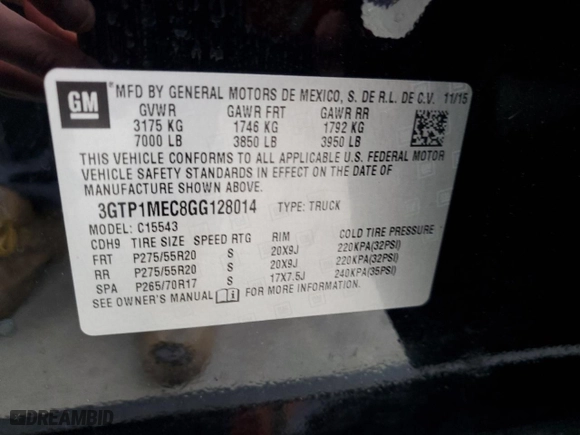 GM
MFD BY GENERAL MOTORS DE MEXICO, S. DE R.L. DE C.V. 11/15
GVWR GAWR FRT GAWR RR
3175 KG 1746 KG 1792 KG
7000 LB 3850 LB 3950 LB
THIS VEHICLE CONFORMS TO ALL APPLICABLE U.S. FEDERAL MOTOR
VEHICLE SAFETY STANDARDS IN EFFECT ON THE DATE OF
MANUFACTURE SHOWN ABOVE.
3GTP1MEC8GG128014 TYPE: TRUCK
MODEL: C15543
CDH9 TIRE SIZE SPEED RTG RIM COLD TIRE PRESSURE
FRT P275/55R20 S 20X9J 220KPA(32PSI)
RR P275/55R20 S 20X9J 220KPA(32PSI)
SPA P265/70R17 S 17X7.5J 240KPA(35PSI)
SEE OWNER'S MANUAL FOR MORE INFORMATION.
DREAMBID